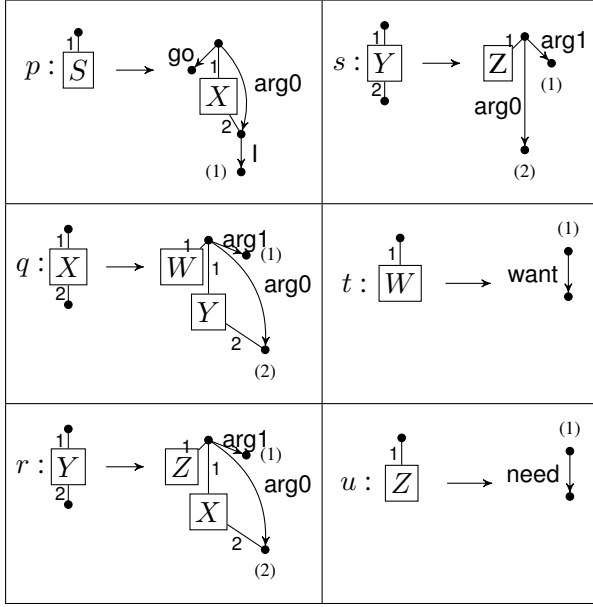 p : S
1
go
1
X
arg0
2
I
(1)
s : Y
1
2
Z
1
arg1
(1)
arg0
(2)
q : X
1
2
W
1
arg1
(1)
1
Y
arg0
2
(2)
t : W
1
(1)
want
r : Y
1
2
Z
1
arg1
(1)
1
X
arg0
2
(2)
u : Z
1
(1)
need